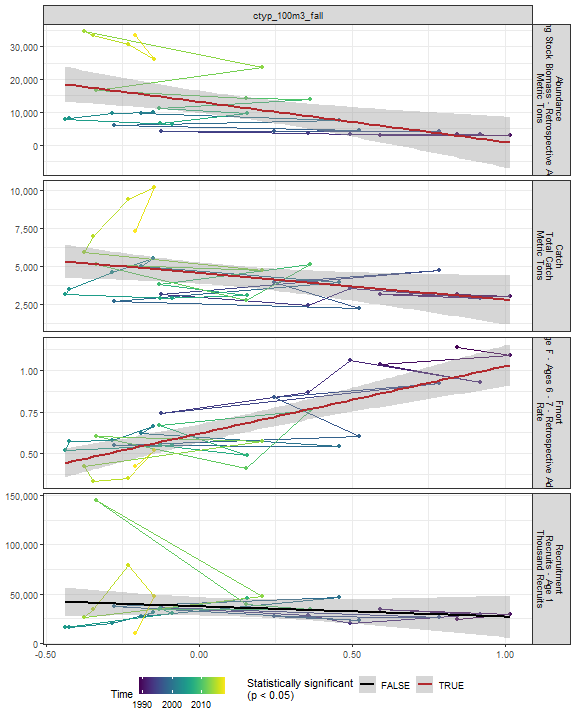 ctyp_100m3_fall
30,000
20,000
10,000
0
Abundance
ng Stock Biomass - Retrospective A
Metric Tons
10,000
7,500
5,000
2,500
Catch
Total Catch
Metric Tons
1.00
0.75
0.50
Fmort
e F - Ages 6 - 7 - Retrospective Ad
Rate
150,000
100,000
50,000
0
Recruitment
Recruits - Age 1
Thousand Recruits
-0.50
0.00
0.50
1.00
Time
1990 2000 2010
Statistically significant
(p < 0.05)
FALSE
TRUE